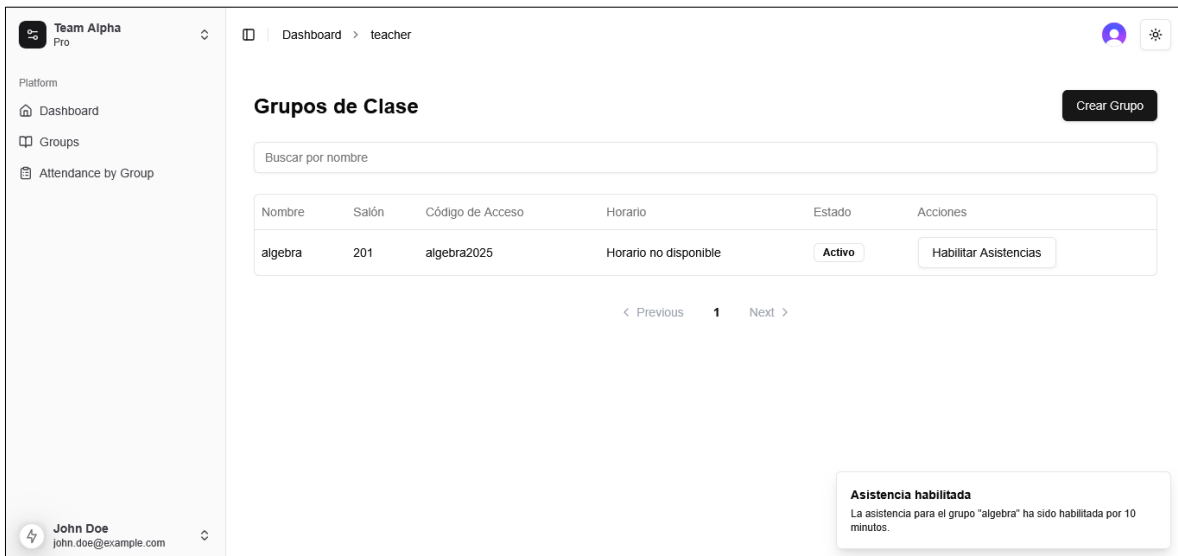 Team Alpha
Pro
Dashboard > teacher
Platform
Dashboard
Groups
Attendance by Group
Grupos de Clase
Crear Grupo
Buscar por nombre
Nombre Salón Código de Acceso Horario Estado Acciones
algebra 201 algebra2025 Horario no disponible Activo Habilitar Asistencias
< Previous 1 Next >
Asistencia habilitada
La asistencia para el grupo "algebra" ha sido habilitada por 10
minutos.
John Doe
john.doe@example.com